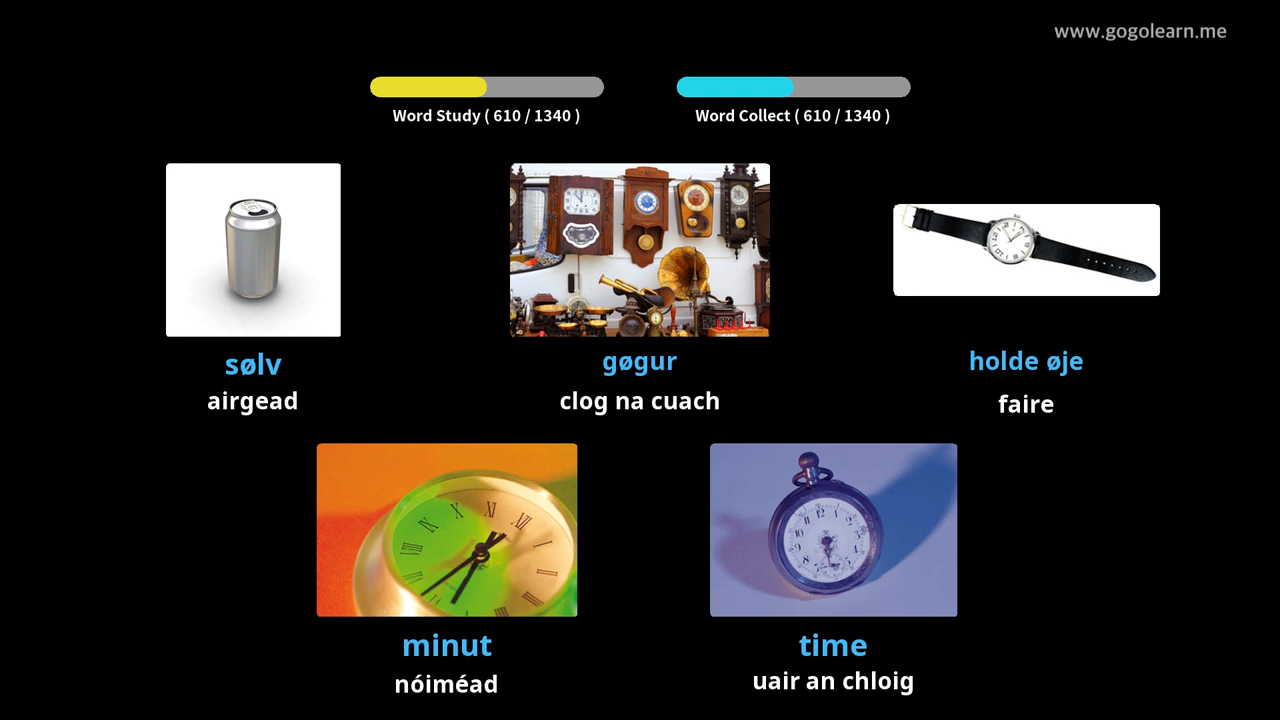 www.gogolearn.me
Word Study ( 610 / 1340 )
Word Collect ( 610 / 1340 )
sølv
airgead
gøgur
clog na cuach
holde øje
faire
minut
nóiméad
time
uair an chloig